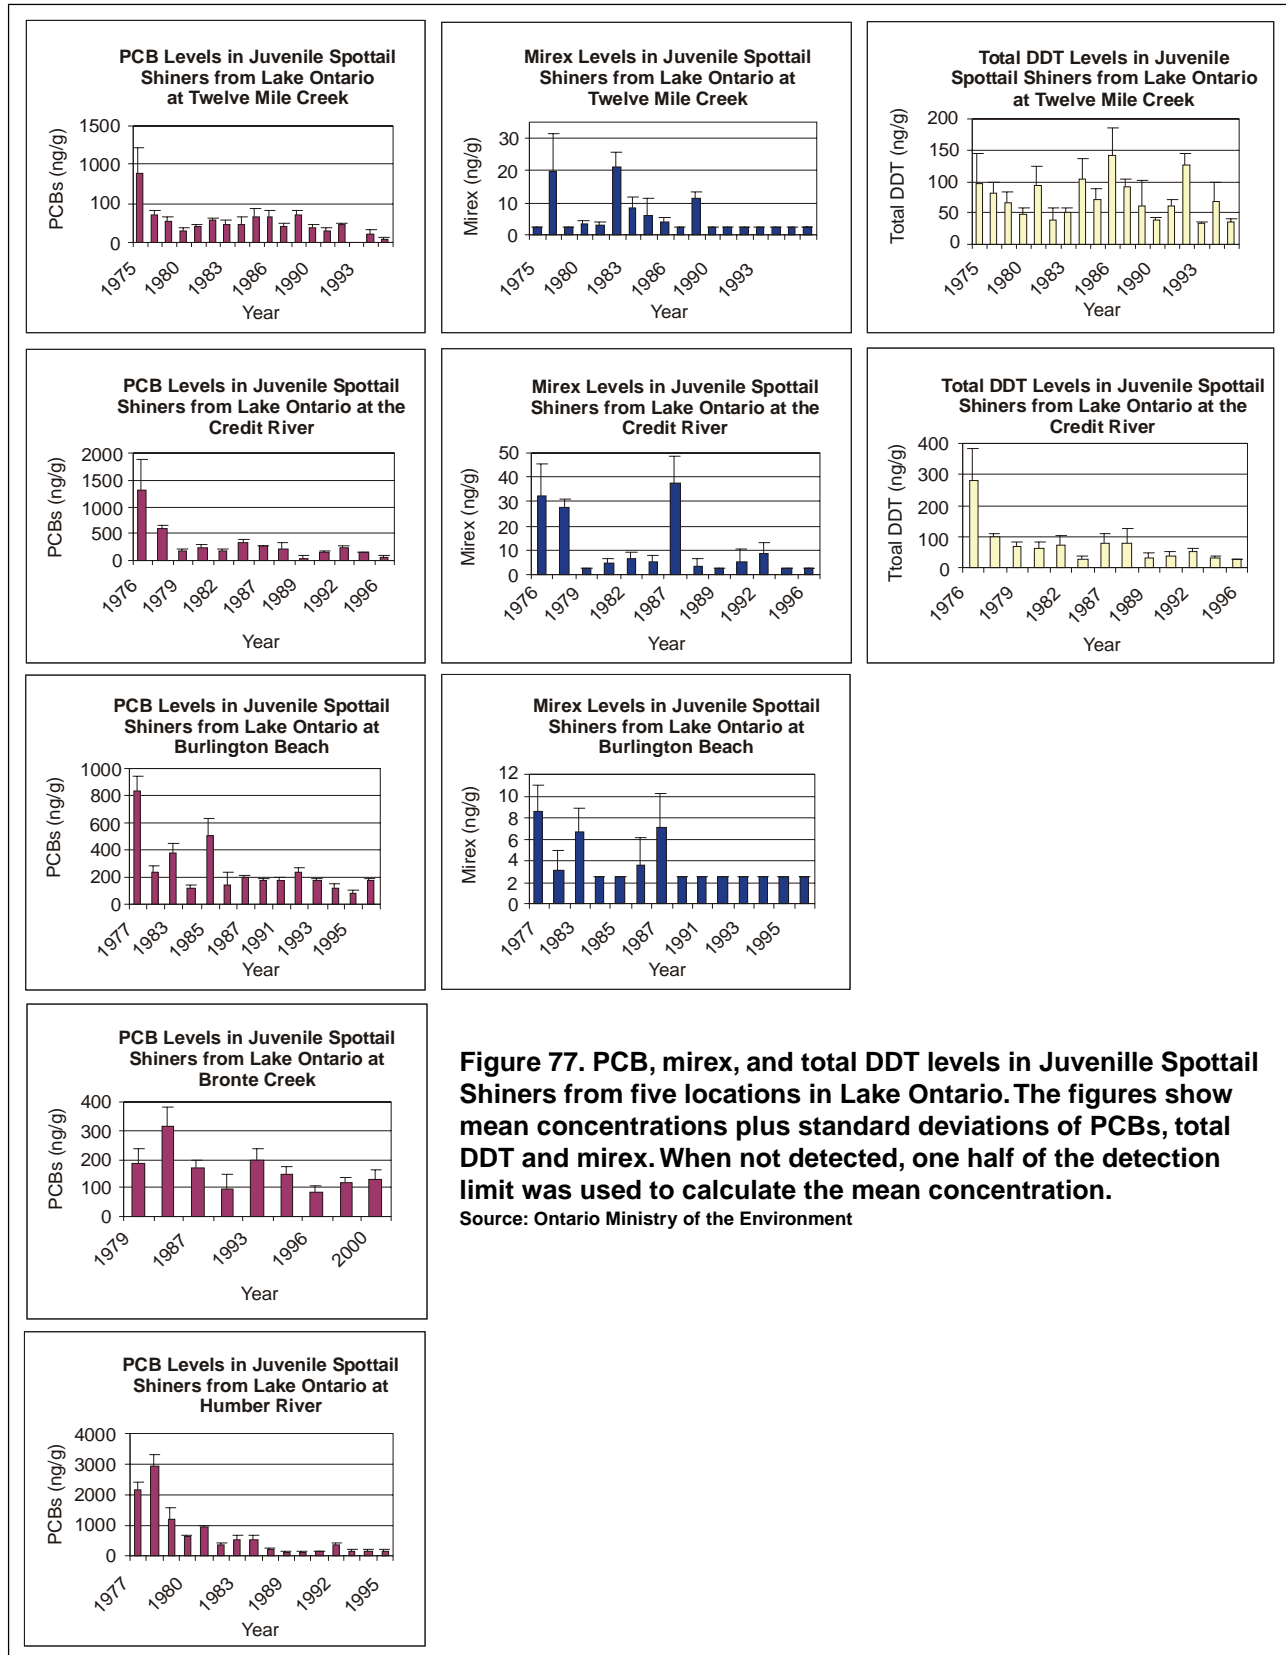 PCB Levels in Juvenile Spottail
Shiners from Lake Ontario
at Twelve Mile Creek
PCBs (ng/g)
1500
1000
100
0
1975
1980
1983
1986
1990
1993
Year
Mirex Levels in Juvenile Spottail
Shiners from Lake Ontario at
Twelve Mile Creek
Mirex (ng/g)
30
20
10
0
1975
1980
1983
1986
1990
1993
Year
Total DDT Levels in Juvenile
Spottail Shiners from Lake Ontario
at Twelve Mile Creek
Total DDT (ng/g)
200
150
100
50
0
1975
1980
1983
1986
1990
1993
Year
PCB Levels in Juvenile Spottail
Shiners from Lake Ontario at the
Credit River
PCBs (ng/g)
2000
1500
1000
500
0
1976
1979
1982
1987
1989
1992
1996
Year
Mirex Levels in Juvenile Spottail
Shiners from Lake Ontario at the
Credit River
Mirex (ng/g)
50
40
30
20
10
0
1976
1979
1982
1987
1989
1992
1996
Year
Total DDT Levels in Juvenile Spottail
Shiners from Lake Ontario at the
Credit River
Ttoal DDT (ng/g)
400
300
200
100
0
1976
1979
1982
1987
1989
1992
1996
Year
PCB Levels in Juvenile Spottail
Shiners from Lake Ontario at
Burlington Beach
PCBs (ng/g)
1000
800
600
400
200
0
1977
1983
1985
1987
1991
1993
1995
Year
Mirex Levels in Juvenile Spottail
Shiners from Lake Ontario at
Burlington Beach
Mirex (ng/g)
12
10
8
6
4
2
0
1977
1983
1985
1987
1991
1993
1995
Year
PCB Levels in Juvenile Spottail
Shiners from Lake Ontario at
Bronte Creek
PCBs (ng/g)
400
300
200
100
0
1979
1987
1993
1996
2000
Year
Figure 77. PCB, mirex, and total DDT levels in Juvenille Spottail
Shiners from five locations in Lake Ontario. The figures show
mean concentrations plus standard deviations of PCBs, total
DDT and mirex. When not detected, one half of the detection
limit was used to calculate the mean concentration.
Source: Ontario Ministry of the Environment
PCB Levels in Juvenile Spottail
Shiners from Lake Ontario at
Humber River
PCBs (ng/g)
4000
3000
2000
1000
0
1977
1980
1983
1989
1992
1995
Year